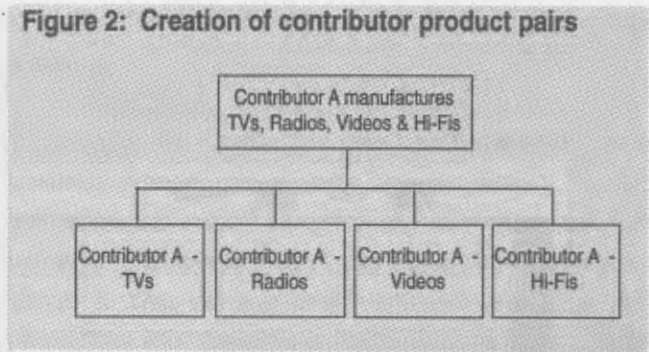 Figure 2: Creation of contributor product pairs
Contributor A manufactures
TVs, Radios, Videos & Hi-Fis
Contributor A -
TVs
Contributor A -
Radios
Contributor A -
Videos
Contributor A -
Hi-Fis